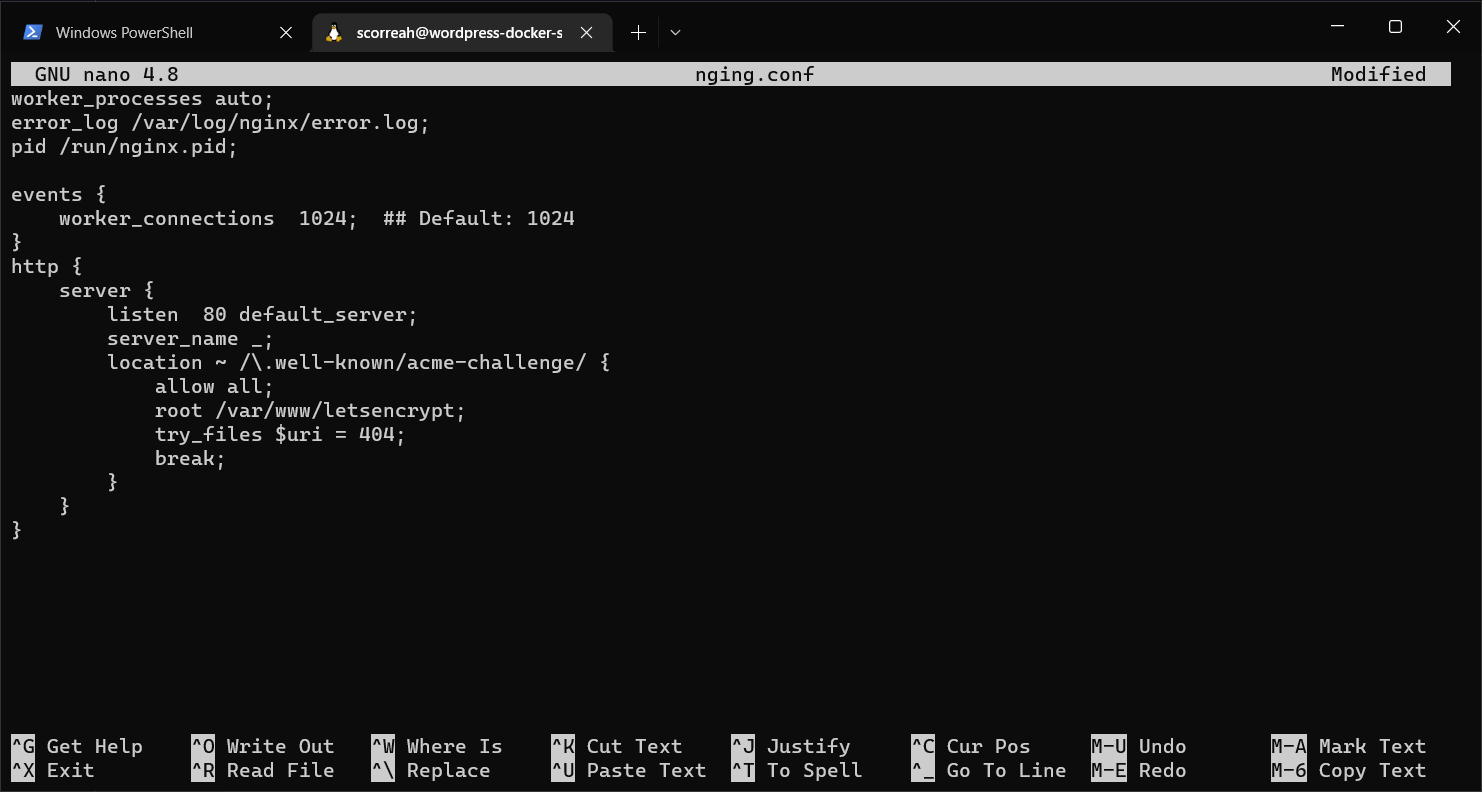 Windows PowerShell
scorreah@wordpress-docker-s
GNU nano 4.8 nging.conf Modified
worker_processes auto;
error_log /var/log/nginx/error.log;
pid /run/nginx.pid;
events {
    worker_connections  1024;  ## Default: 1024
}
http {
    server {
        listen  80 default_server;
        server_name _;
        location ~ /\.well-known/acme-challenge/ {
            allow all;
            root /var/www/letsencrypt;
            try_files $uri = 404;
            break;
        }
    }
}
^G Get Help ^O Write Out ^W Where Is ^K Cut Text ^J Justify ^C Cur Pos M-U Undo M-A Mark Text
^X Exit ^R Read File ^\ Replace ^U Paste Text ^T To Spell ^_ Go To Line M-E Redo M-6 Copy Text